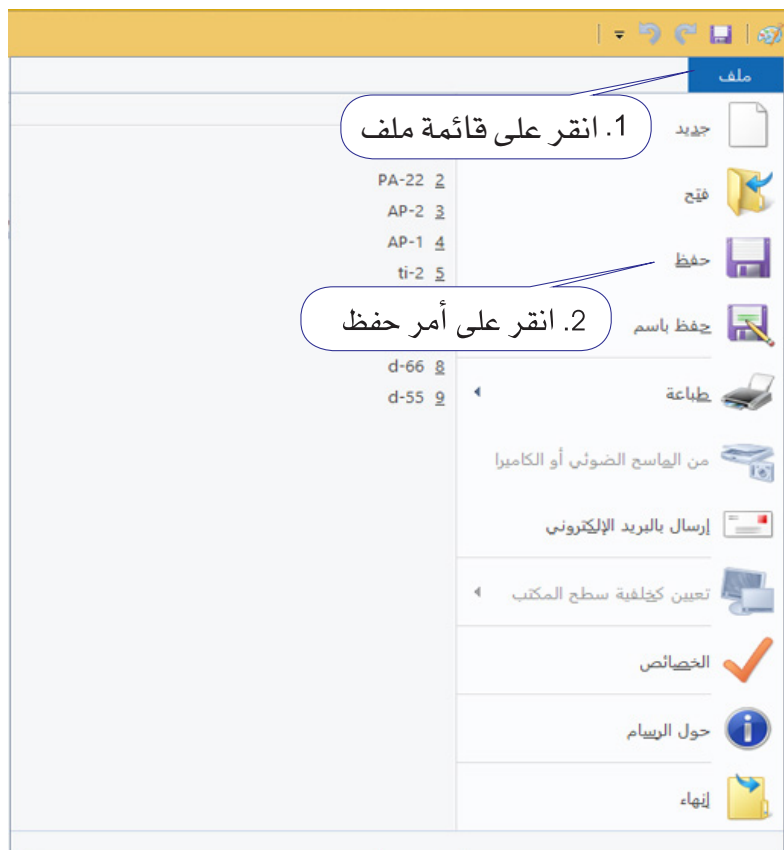 ملف
1. انقر على قائمة ملف
جديد
فتح
حفظ
2. انقر على أمر حفظ
حفظ باسم
طباعة
من الماسح الضوئي أو الكاميرا
إرسال بالبريد الإلكتروني
تعيين كخلفية سطح المكتب
الخصائص
حول الرسام
إنهاء
2 PA-22
3 AP-2
4 AP-1
5 ti-2
8 d-66
9 d-55